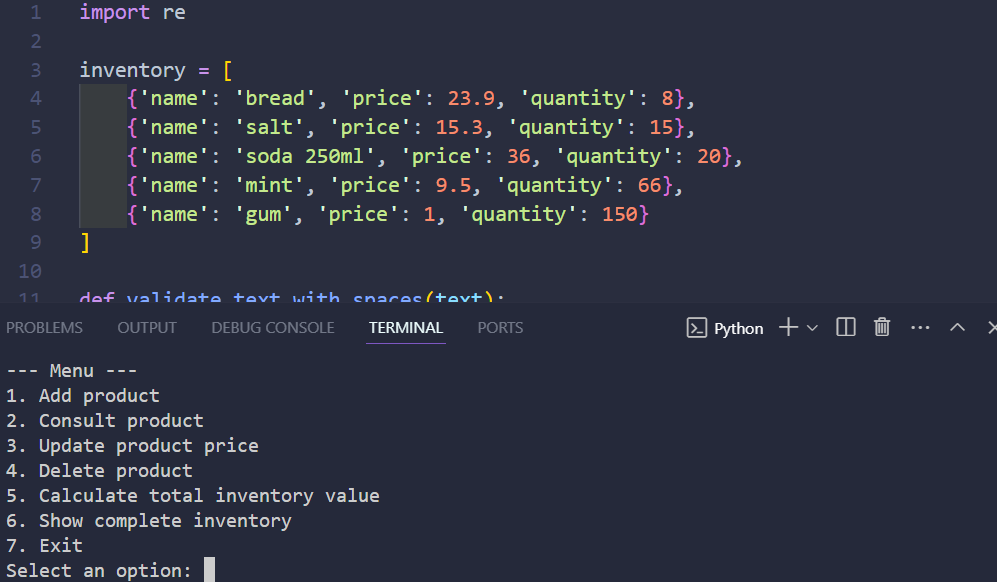 1 import re
2
3 inventory = [
4 {'name': 'bread', 'price': 23.9, 'quantity': 8},
5 {'name': 'salt', 'price': 15.3, 'quantity': 15},
6 {'name': 'soda 250ml', 'price': 36, 'quantity': 20},
7 {'name': 'mint', 'price': 9.5, 'quantity': 66},
8 {'name': 'gum', 'price': 1, 'quantity': 150}
9 ]
10
11 def validate_text_with_spaces(text):
PROBLEMS OUTPUT DEBUG CONSOLE TERMINAL PORTS Python
--- Menu ---
1. Add product
2. Consult product
3. Update product price
4. Delete product
5. Calculate total inventory value
6. Show complete inventory
7. Exit
Select an option: